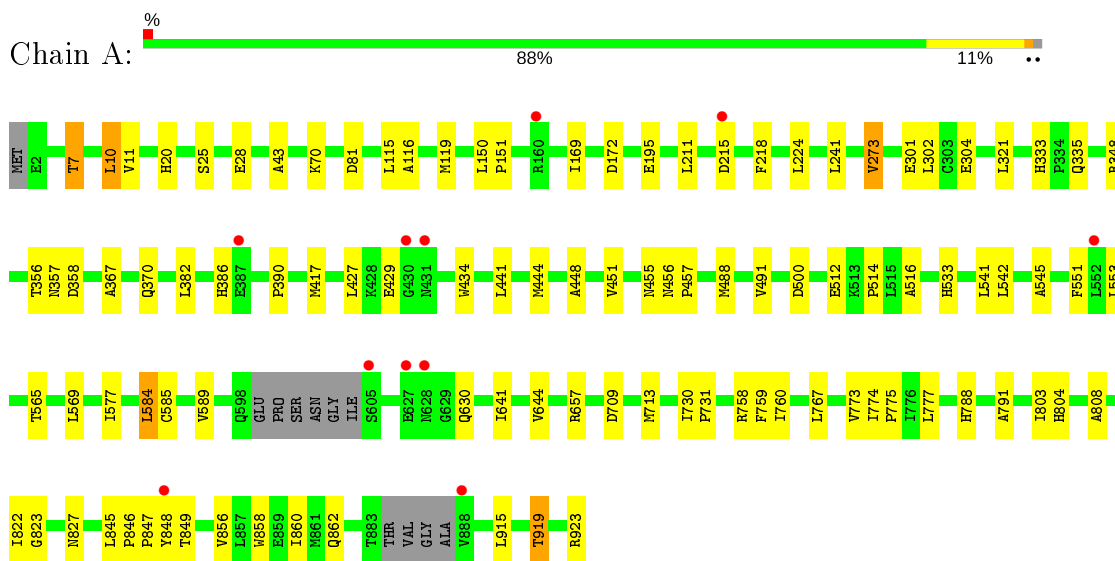 %
Chain A:
88%
11%
••
MET E2 T7 L10 V11 H20 S25 E28 A43 K70 D81 L115 A116 M119 L150 P151 R160 I169 D172 E195 L211 D215 F218 L224 L241 V273 E301 L302 C303 E304 L321 H333 P334 Q335
T356 N357 D358 A367 Q370 L382 H386 E387 P390 M417 L427 K428 E429 G430 N431 W434 L441 M444 A448 V451 N455 N456 P457 M488 V491 D500 E512 K513 P514 L515 A516 H533 L541 L542 A545 F551 L552 L553
T565 L569 I577 L584 C585 V589 Q598 GLU PRO SER ASN GLY ILE S605 E627 N628 G629 Q630 I641 V644 R657 D709 M713 I730 P731 R758 F759 I760 L767 V773 I774 P775 I776 L777 H788 A791 I803 H804 A808
I822 G823 N827 L845 P846 P847 Y848 T849 V856 L857 W858 E859 I860 M861 Q862 T883 THR VAL GLY ALA V888 L915 T919 R923